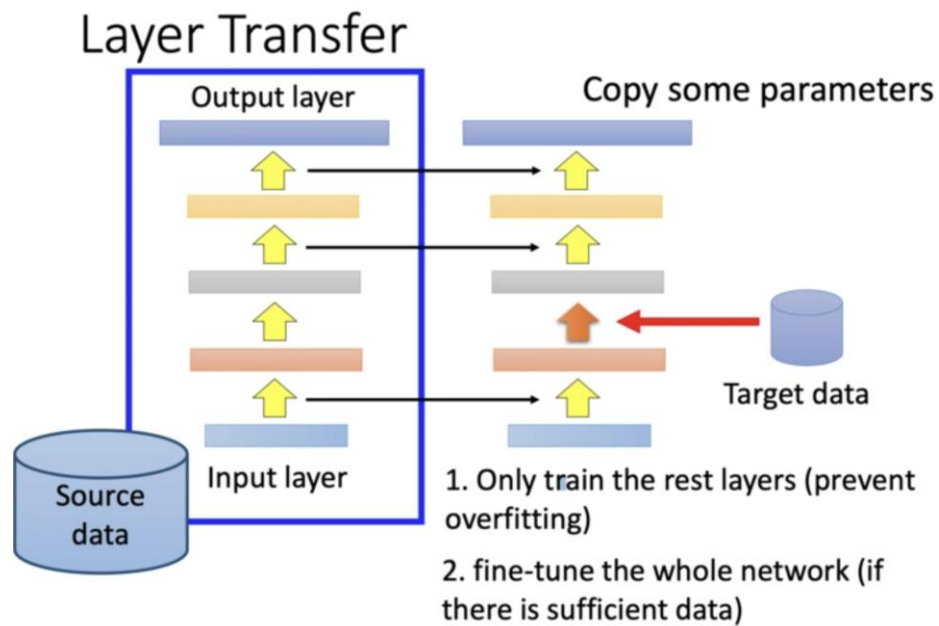 Layer Transfer
Output layer
Copy some parameters
Target data
Input layer
Source
data
1. Only train the rest layers (prevent
overfitting)
2. fine-tune the whole network (if
there is sufficient data)